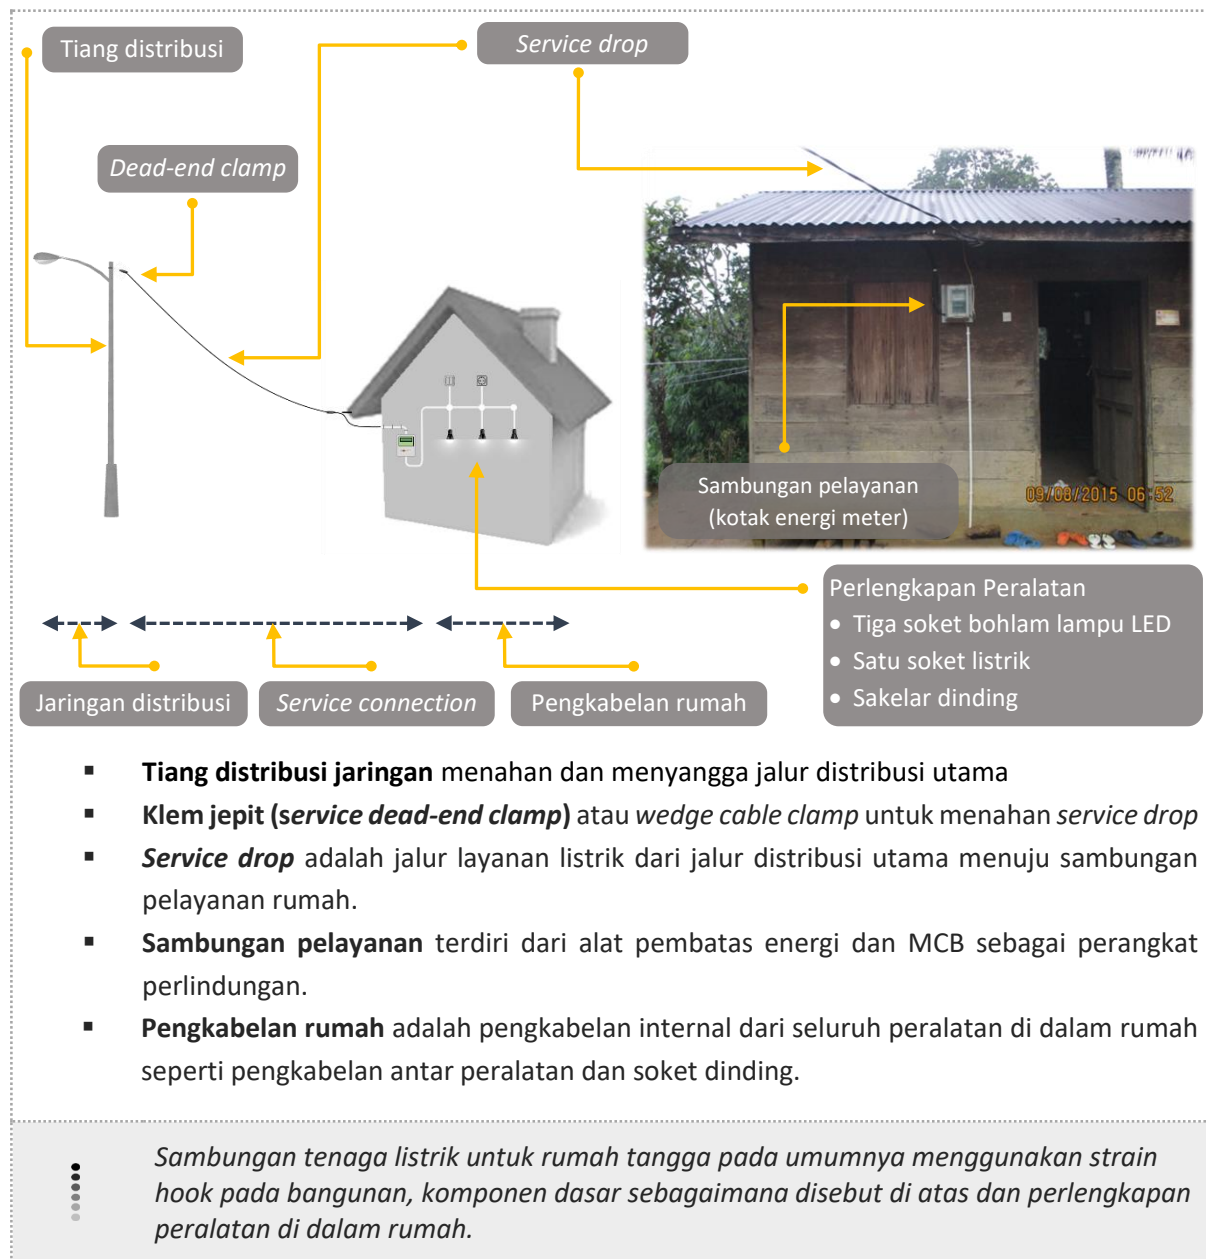 Tiang distribusi
Service drop
Dead-end clamp
Sambungan pelayanan
(kotak energi meter)
09/08/2015 06:52
Perlengkapan Peralatan
• Tiga soket bohlam lampu LED
• Satu soket listrik
• Sakelar dinding
Jaringan distribusi
Service connection
Pengkabelan rumah
▪ Tiang distribusi jaringan menahan dan menyangga jalur distribusi utama
▪ Klem jepit (service dead-end clamp) atau wedge cable clamp untuk menahan service drop
▪ Service drop adalah jalur layanan listrik dari jalur distribusi utama menuju sambungan
pelayanan rumah.
▪ Sambungan pelayanan terdiri dari alat pembatas energi dan MCB sebagai perangkat
perlindungan.
▪ Pengkabelan rumah adalah pengkabelan internal dari seluruh peralatan di dalam rumah
seperti pengkabelan antar peralatan dan soket dinding.
Sambungan tenaga listrik untuk rumah tangga pada umumnya menggunakan strain
hook pada bangunan, komponen dasar sebagaimana disebut di atas dan perlengkapan
peralatan di dalam rumah.